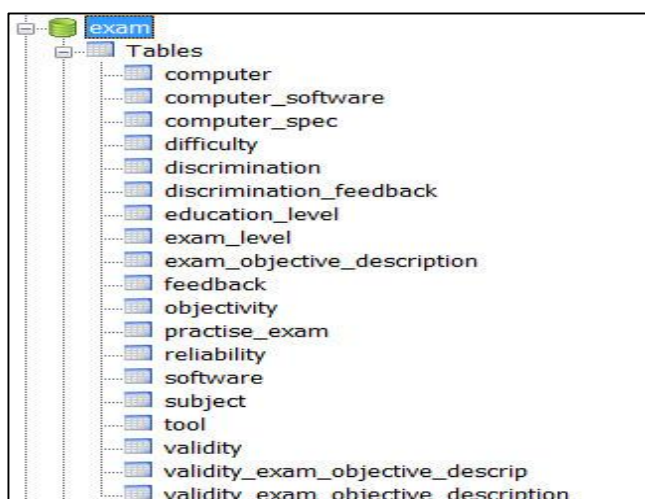 exam
Tables
computer
computer_software
computer_spec
difficulty
discrimination
discrimination_feedback
education_level
exam_level
exam_objective_description
feedback
objectivity
practise_exam
reliability
software
subject
tool
validity
validity_exam_objective_descrip
validity_exam_objective_description